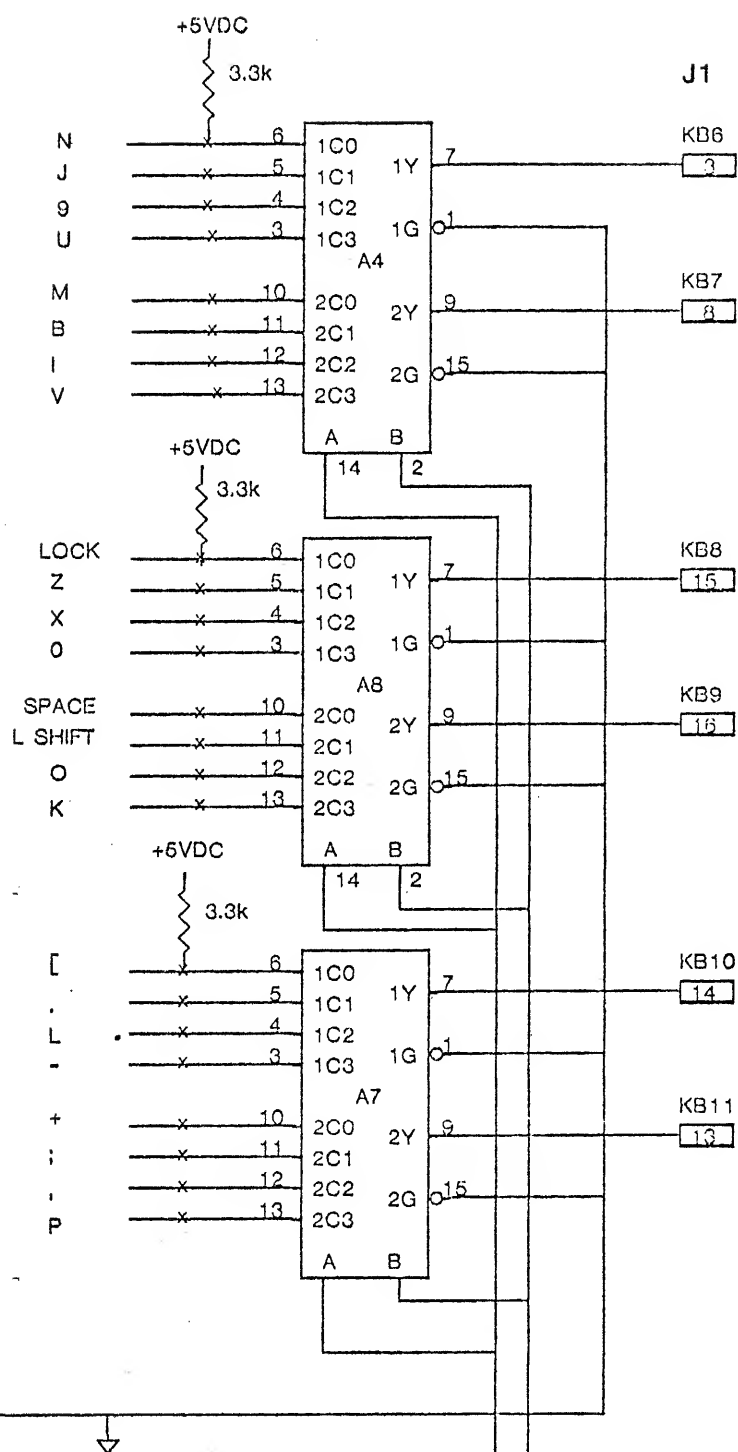 +5VDC
3.3k
J1
N 6 1C0 1Y 7 KB6
J 5 1C1
9 4 1C2 1G 1
U 3 1C3
A4
M 10 2C0 2Y 9 KB7
8
B 11 2C1
I 12 2C2 2G 15
V 13 2C3
A B
14 2
+5VDC
3.3k
LOCK 6 1C0 1Y 7 KB8
15
Z 5 1C1
X 4 1C2 1G 1
0 3 1C3
A8
SPACE 10 2C0 2Y 9 KB9
16
L SHIFT 11 2C1
O 12 2C2 2G 15
K 13 2C3
A B
14 2
+5VDC
3.3k
[ 6 1C0 1Y 7 KB10
14
. 5 1C1
L 4 1C2 1G 1
- 3 1C3
A7
+ 10 2C0 2Y 9 KB11
13
; 11 2C1
12 2C2 2G 15
P 13 2C3
A B